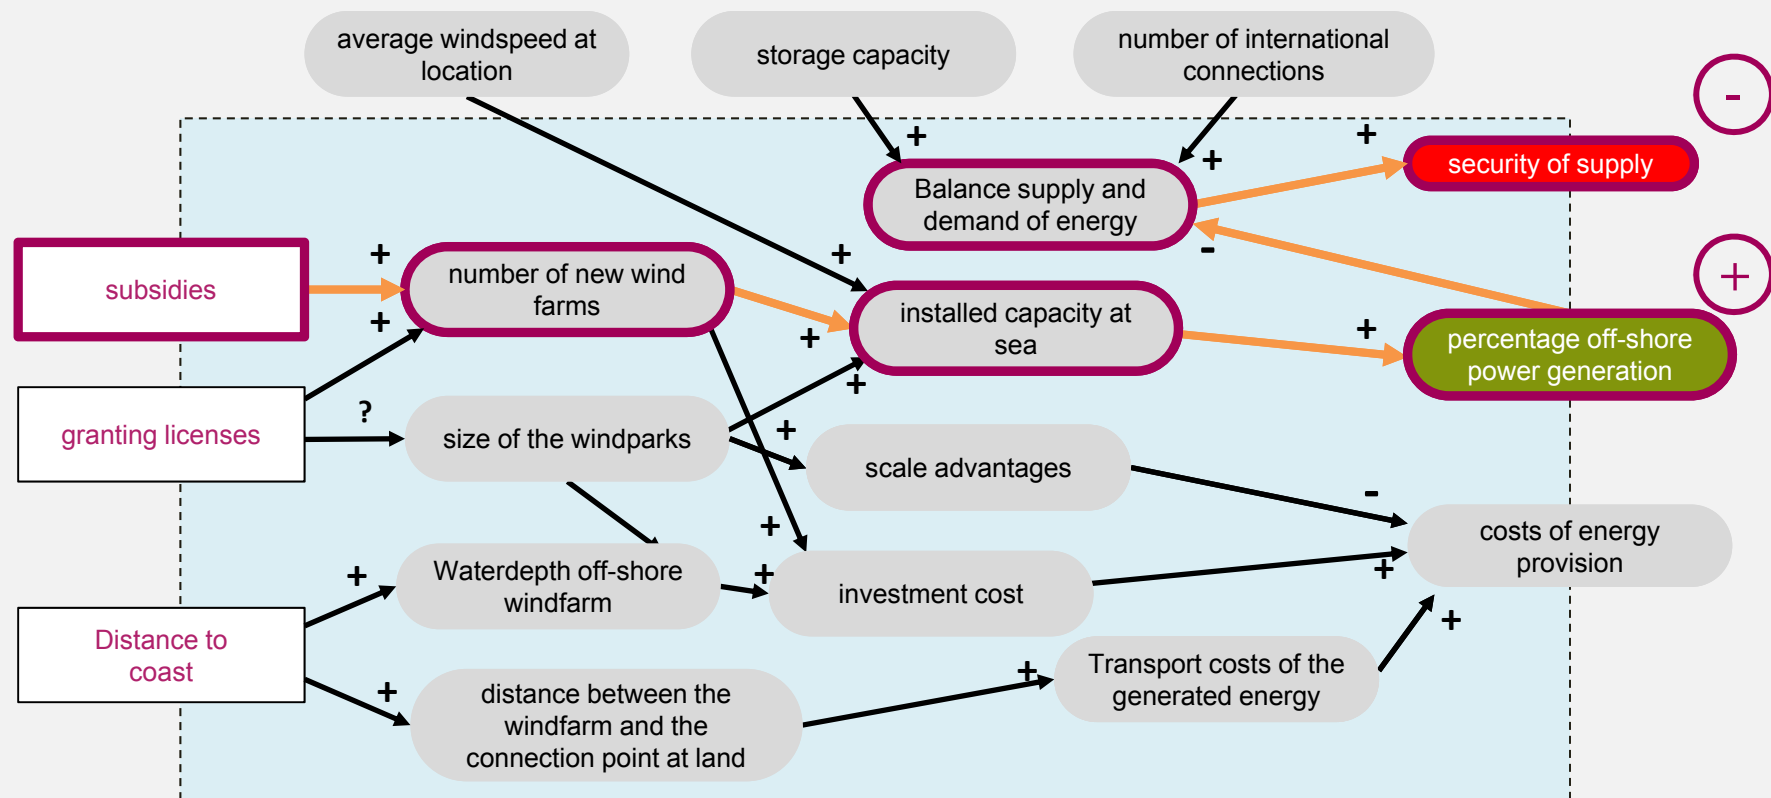 average windspeed at
location
storage capacity
number of international
connections
-
+
+
+
security of supply
Balance supply and
demand of energy
-
+
subsidies
+
number of new wind
farms
+
+
installed capacity at
sea
+
+
+
percentage off-shore
power generation
granting licenses
?
size of the windparks
+
scale advantages
-
costs of energy
provision
+
+
Waterdepth off-shore
windfarm
+
investment cost
+
Distance to
coast
+
distance between the
windfarm and the
connection point at land
+
Transport costs of the
generated energy
+